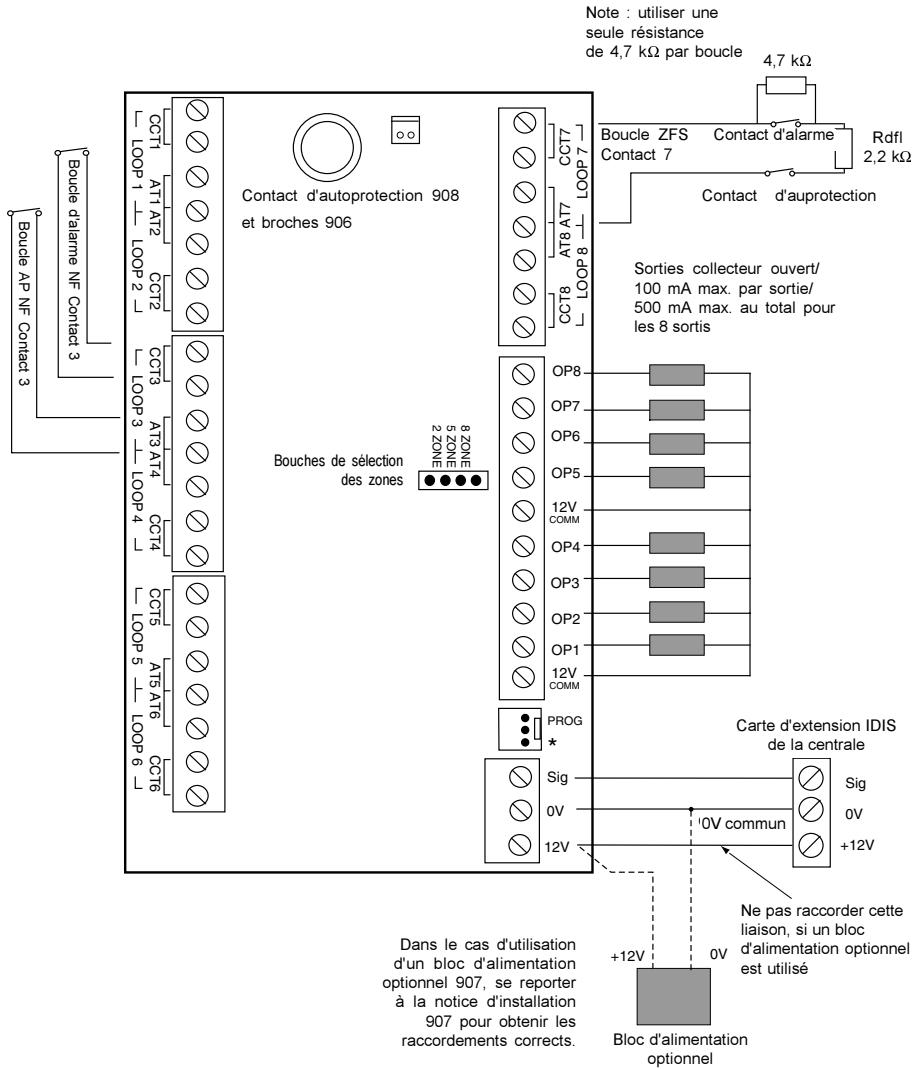 Note : utiliser une
seule résistance
de 4,7 kΩ par boucle
4,7 kΩ
CCT1
LOOP 1
AT1 AT2
LOOP 2
CCT2
Contact d'autoprotection 908
et broches 906
CCT7
LOOP 7
AT8 AT7
LOOP 8
CCT8
Boucle ZFS
Contact 7
Contact d'alarme
Rdfl
2,2 kΩ
Contact d'auprotection
Boucle d'alarme NF Contact 3
Boucle AP NF Contact 3
Sorties collecteur ouvert/
100 mA max. par sortie/
500 mA max. au total pour
les 8 sortis
CCT3
LOOP 3
AT3 AT4
LOOP 4
CCT4
Bouches de sélection
des zones
8 ZONE
5 ZONE
2 ZONE
OP8
OP7
OP6
OP5
12V
COMM
OP4
OP3
OP2
OP1
12V
COMM
CCT5
LOOP 5
AT5 AT6
LOOP 6
CCT6
PROG
*
Sig
0V
12V
Carte d'extension IDIS
de la centrale
Sig
0V
+12V
'0V commun
Ne pas raccorder cette
liaison, si un bloc
d'alimentation optionnel
est utilisé
Dans le cas d'utilisation
d'un bloc d'alimentation
optionnel 907, se reporter
à la notice d'installation
907 pour obtenir les
raccordements corrects.
+12V
0V
Bloc d'alimentation
optionnel